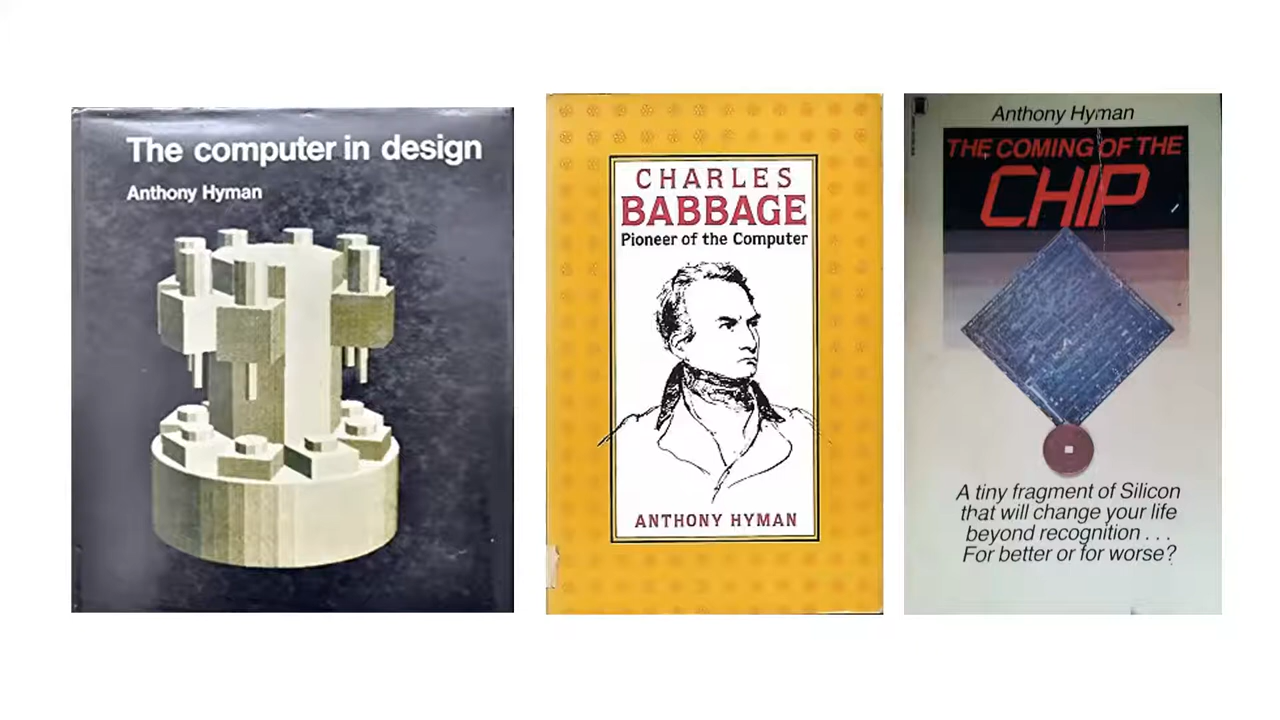 The computer in design
Anthony Hyman
CHARLES
BABBAGE
Pioneer of the Computer
ANTHONY HYMAN
Anthony Hyman
THE COMING OF THE
CHIP
A tiny fragment of Silicon
that will change your life
beyond recognition . . .
For better or for worse?